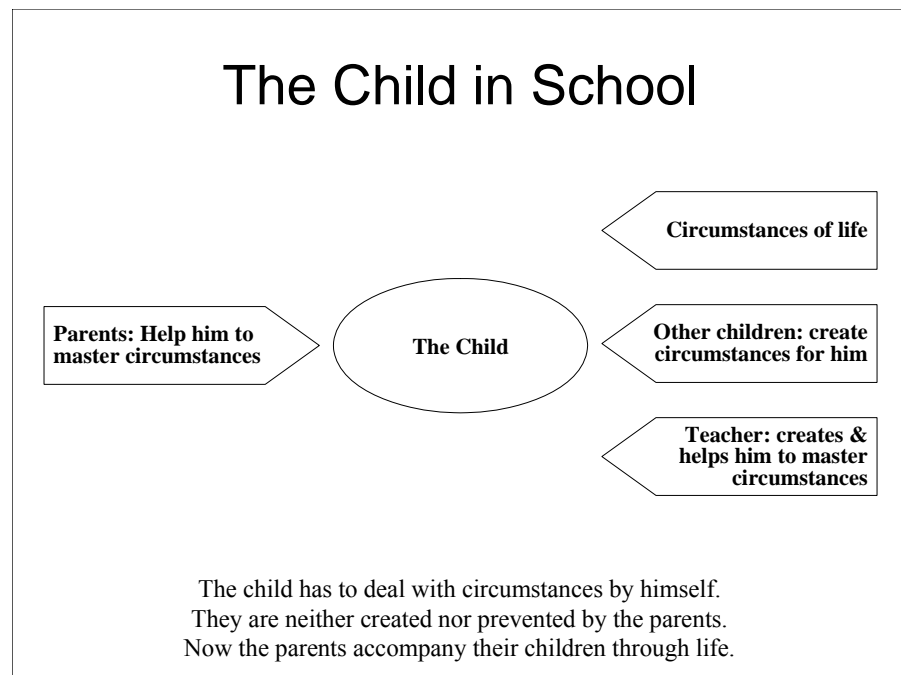 The Child in School
Circumstances of life
Parents: Help him to
master circumstances
The Child
Other children: create
circumstances for him
Teacher: creates &
helps him to master
circumstances
The child has to deal with circumstances by himself.
They are neither created nor prevented by the parents.
Now the parents accompany their children through life.